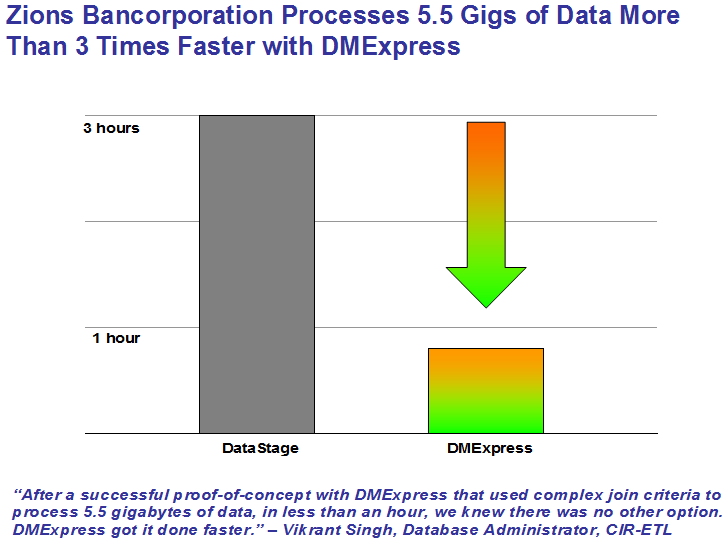 Zions Bancorporation Processes 5.5 Gigs of Data More
Than 3 Times Faster with DMExpress
3 hours
1 hour
DataStage
DMExpress
“After a successful proof-of-concept with DMExpress that used complex join criteria to
process 5.5 gigabytes of data, in less than an hour, we knew there was no other option.
DMExpress got it done faster.” – Vikrant Singh, Database Administrator, CIR-ETL